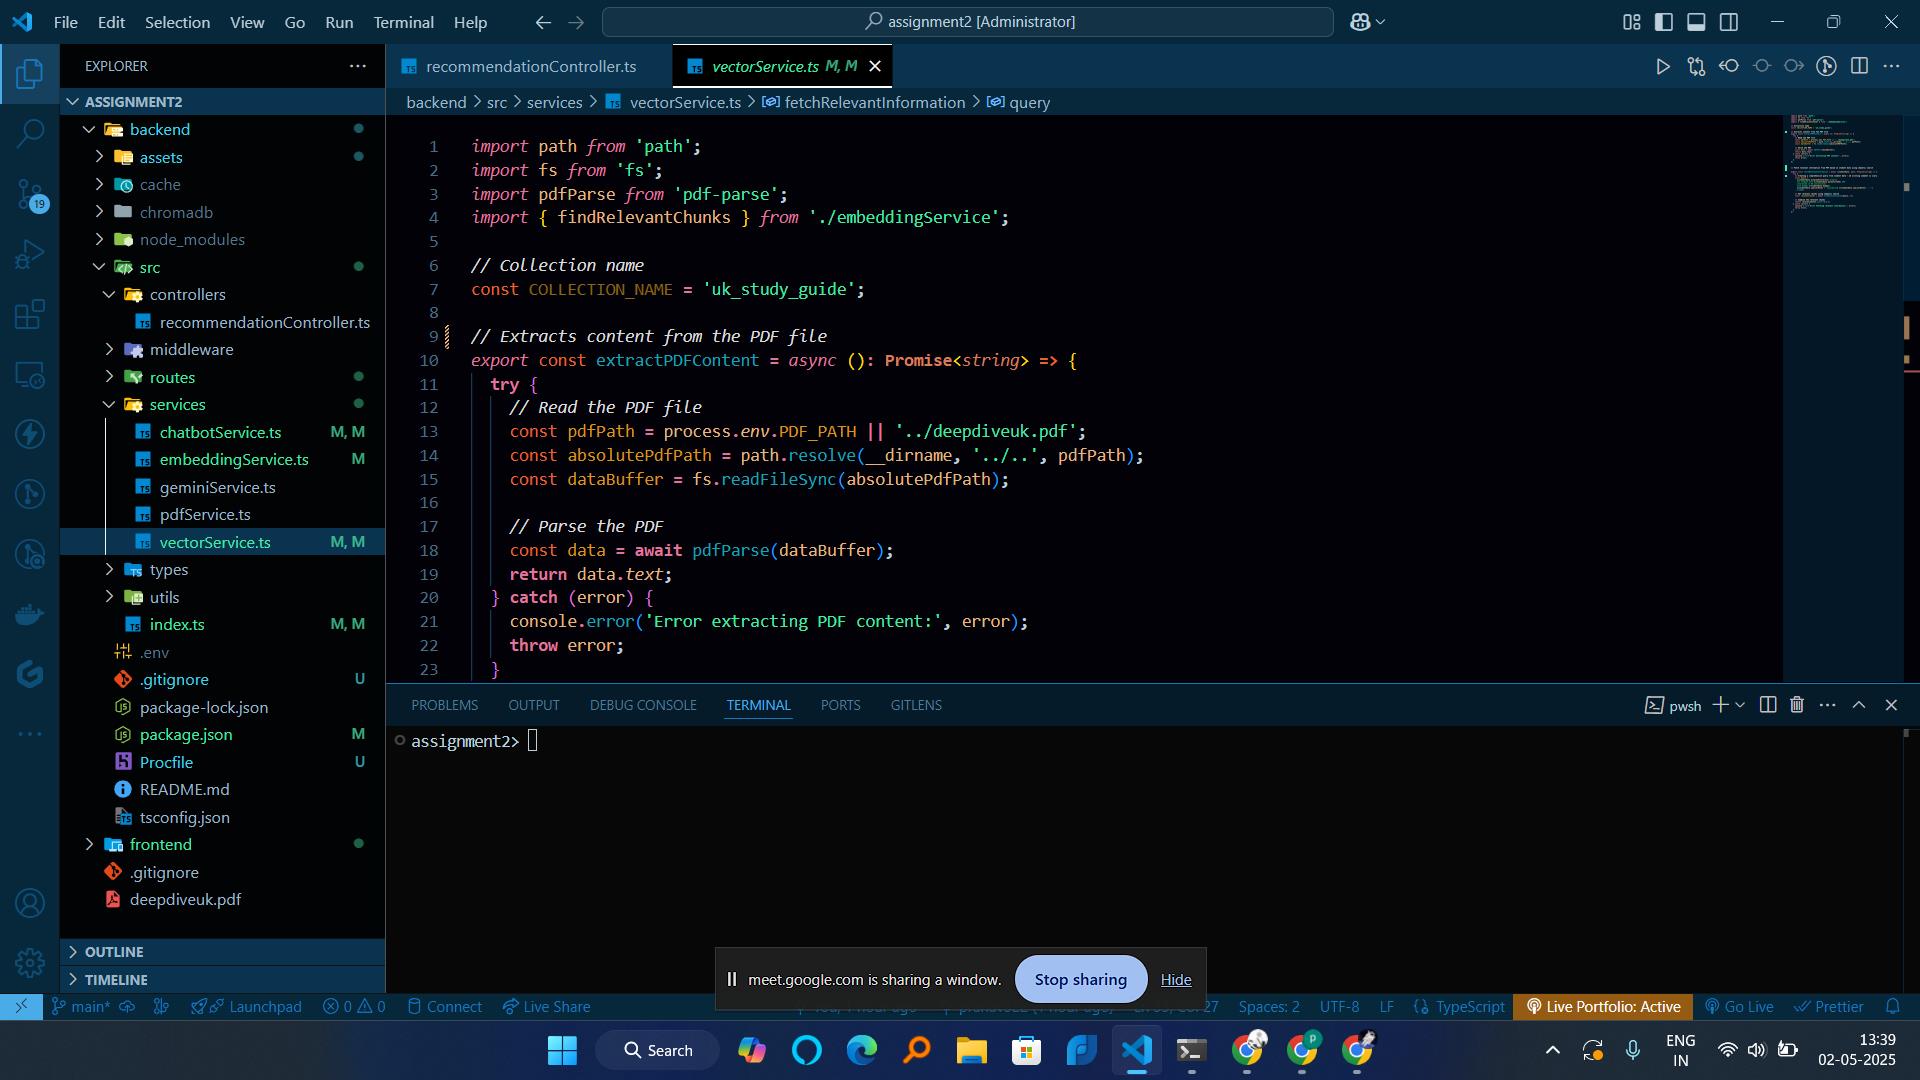 File Edit Selection View Go Run Terminal Help
assignment2 [Administrator]
EXPLORER
recommendationController.ts
vectorService.ts M, M
ASSIGNMENT2
backend > src > services > vectorService.ts > fetchRelevantInformation > query
backend
assets
cache
chromadb
node_modules
src
controllers
recommendationController.ts
middleware
routes
services
chatbotService.ts M, M
embeddingService.ts M
geminiService.ts
pdfService.ts
vectorService.ts M, M
types
utils
index.ts M, M
.env
.gitignore U
package-lock.json
package.json M
Procfile U
README.md
tsconfig.json
frontend
.gitignore
deepdiveuk.pdf
OUTLINE
TIMELINE
19
1 import path from 'path';
2 import fs from 'fs';
3 import pdfParse from 'pdf-parse';
4 import { findRelevantChunks } from './embeddingService';
5
6 // Collection name
7 const COLLECTION_NAME = 'uk_study_guide';
8
9 // Extracts content from the PDF file
10 export const extractPDFContent = async (): Promise<string> => {
11 try {
12 // Read the PDF file
13 const pdfPath = process.env.PDF_PATH || '../deepdiveuk.pdf';
14 const absolutePdfPath = path.resolve(__dirname, '../..', pdfPath);
15 const dataBuffer = fs.readFileSync(absolutePdfPath);
16
17 // Parse the PDF
18 const data = await pdfParse(dataBuffer);
19 return data.text;
20 } catch (error) {
21 console.error('Error extracting PDF content:', error);
22 throw error;
23 }
PROBLEMS OUTPUT DEBUG CONSOLE TERMINAL PORTS GITLENS
pwsh
assignment2>
meet.google.com is sharing a window. Stop sharing Hide
main* Launchpad 0 0 Connect Live Share
27 Spaces: 2 UTF-8 LF {} TypeScript Live Portfolio: Active Go Live Prettier
Search
ENG
IN
13:39
02-05-2025